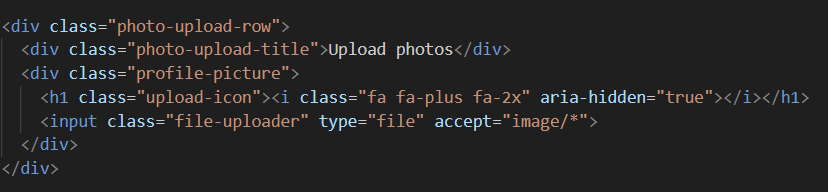 <div class="photo-upload-row">
<div class="photo-upload-title">Upload photos</div>
<div class="profile-picture">
<h1 class="upload-icon"><i class="fa fa-plus fa-2x" aria-hidden="true"></i></h1>
<input class="file-uploader" type="file" accept="image/*">
</div>
</div>